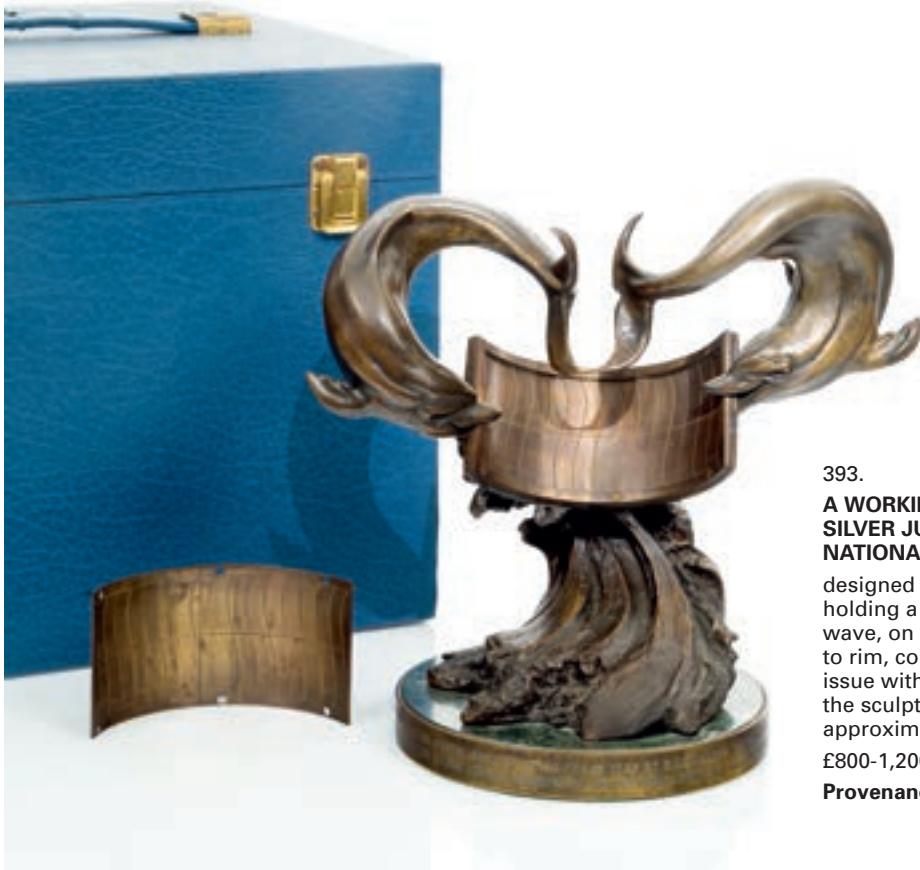 393.
A WORKI
SILVER JU
NATIONA
designed
holding a
wave, on
to rim, co
issue with
the sculpt
approxim
£800-1,20
Provenanc